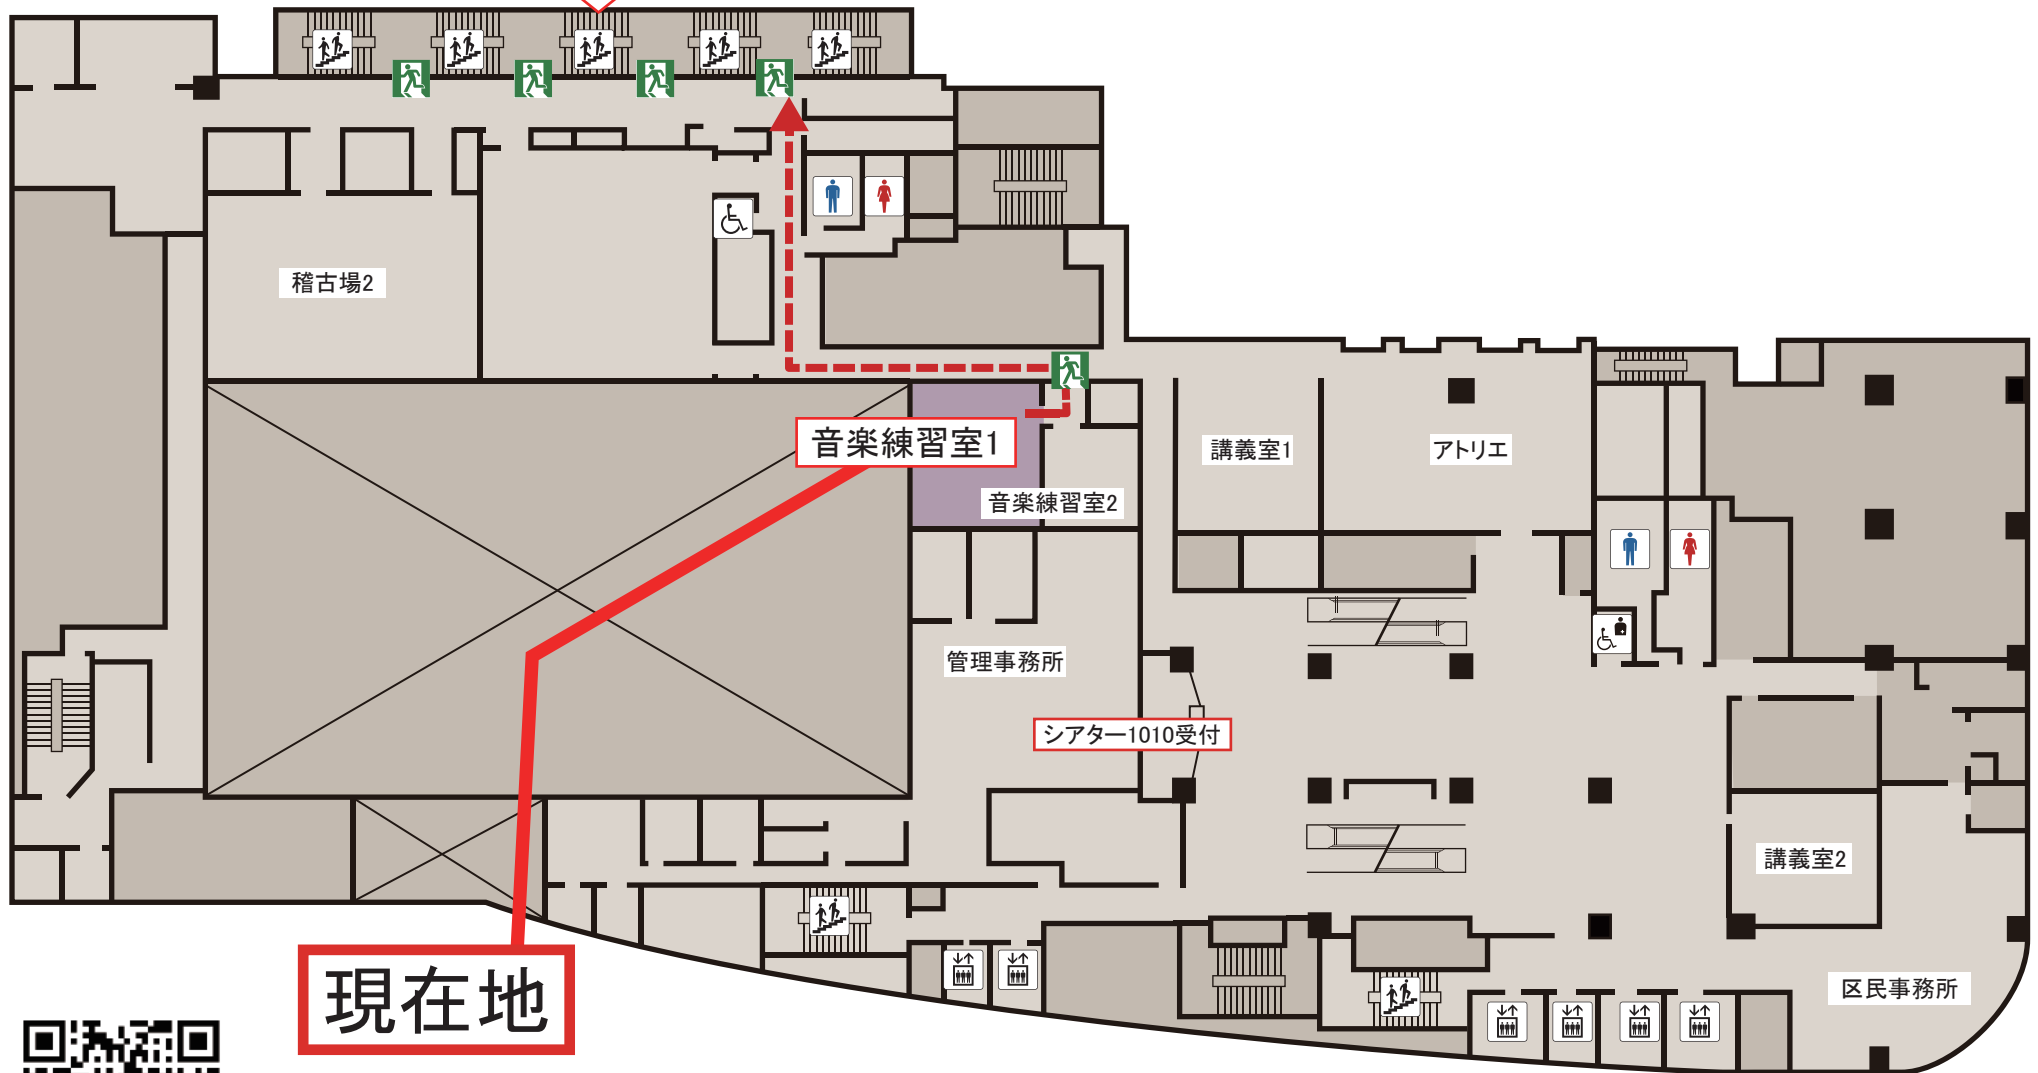 稽古場2
音楽練習室1
講義室1
アトリエ
音楽練習室2
管理事務所
シアター1010受付
講義室2
区民事務所
現在地